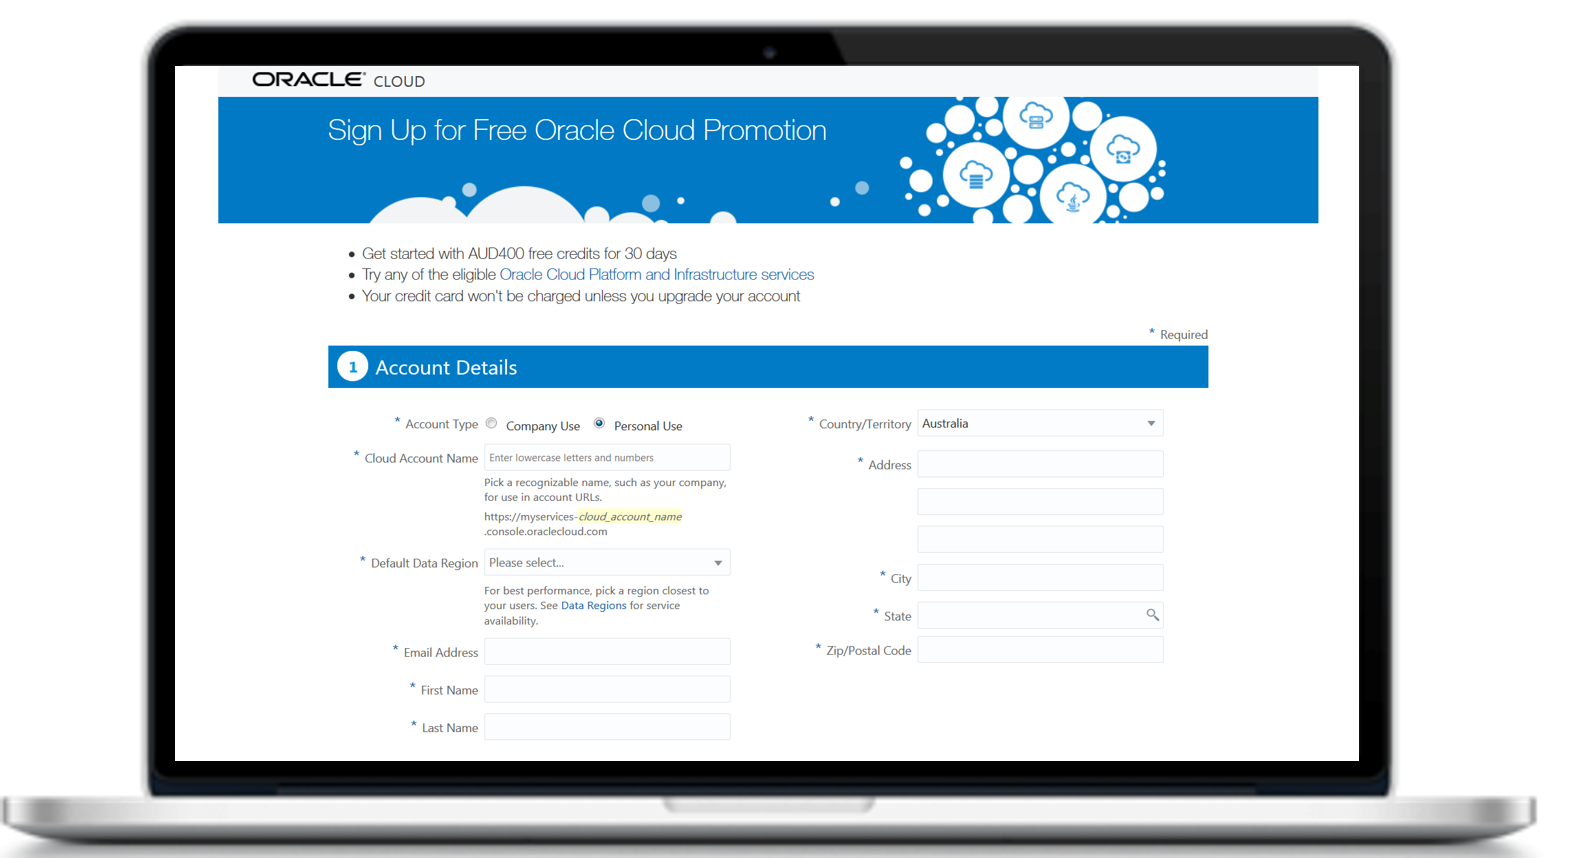 ORACLE® CLOUD
Sign Up for Free Oracle Cloud Promotion
• Get started with AUD400 free credits for 30 days
• Try any of the eligible Oracle Cloud Platform and Infrastructure services
• Your credit card won't be charged unless you upgrade your account
* Required
1 Account Details
* Account Type Company Use Personal Use
* Cloud Account Name Enter lowercase letters and numbers
Pick a recognizable name, such as your company,
for use in account URLs.
https://myservices-cloud_account_name
.console.oraclecloud.com
* Default Data Region Please select...
For best performance, pick a region closest to
your users. See Data Regions for service
availability.
* Email Address
* First Name
* Last Name
* Country/Territory Australia
* Address
* City
* State
* Zip/Postal Code